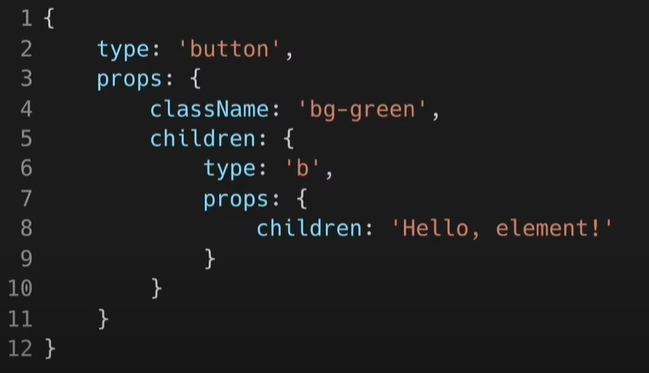 1 {
2     type: 'button',
3     props: {
4         className: 'bg-green',
5         children: {
6             type: 'b',
7             props: {
8                 children: 'Hello, element!'
9             }
10         }
11     }
12 }